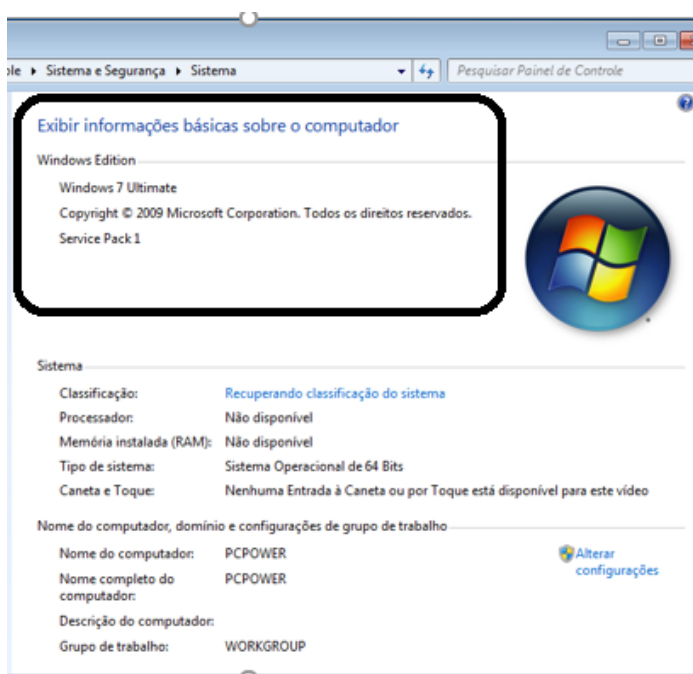 ole ▸ Sistema e Segurança ▸ Sistema
Pesquisar Painel de Controle
Exibir informações básicas sobre o computador
Windows Edition
Windows 7 Ultimate
Copyright © 2009 Microsoft Corporation. Todos os direitos reservados.
Service Pack 1
Sistema
Classificação: Recuperando classificação do sistema
Processador: Não disponível
Memória instalada (RAM): Não disponível
Tipo de sistema: Sistema Operacional de 64 Bits
Caneta e Toque: Nenhuma Entrada à Caneta ou por Toque está disponível para este vídeo
Nome do computador, domínio e configurações de grupo de trabalho
Nome do computador: PCPOWER
Alterar
configurações
Nome completo do
computador: PCPOWER
Descrição do computador:
Grupo de trabalho: WORKGROUP